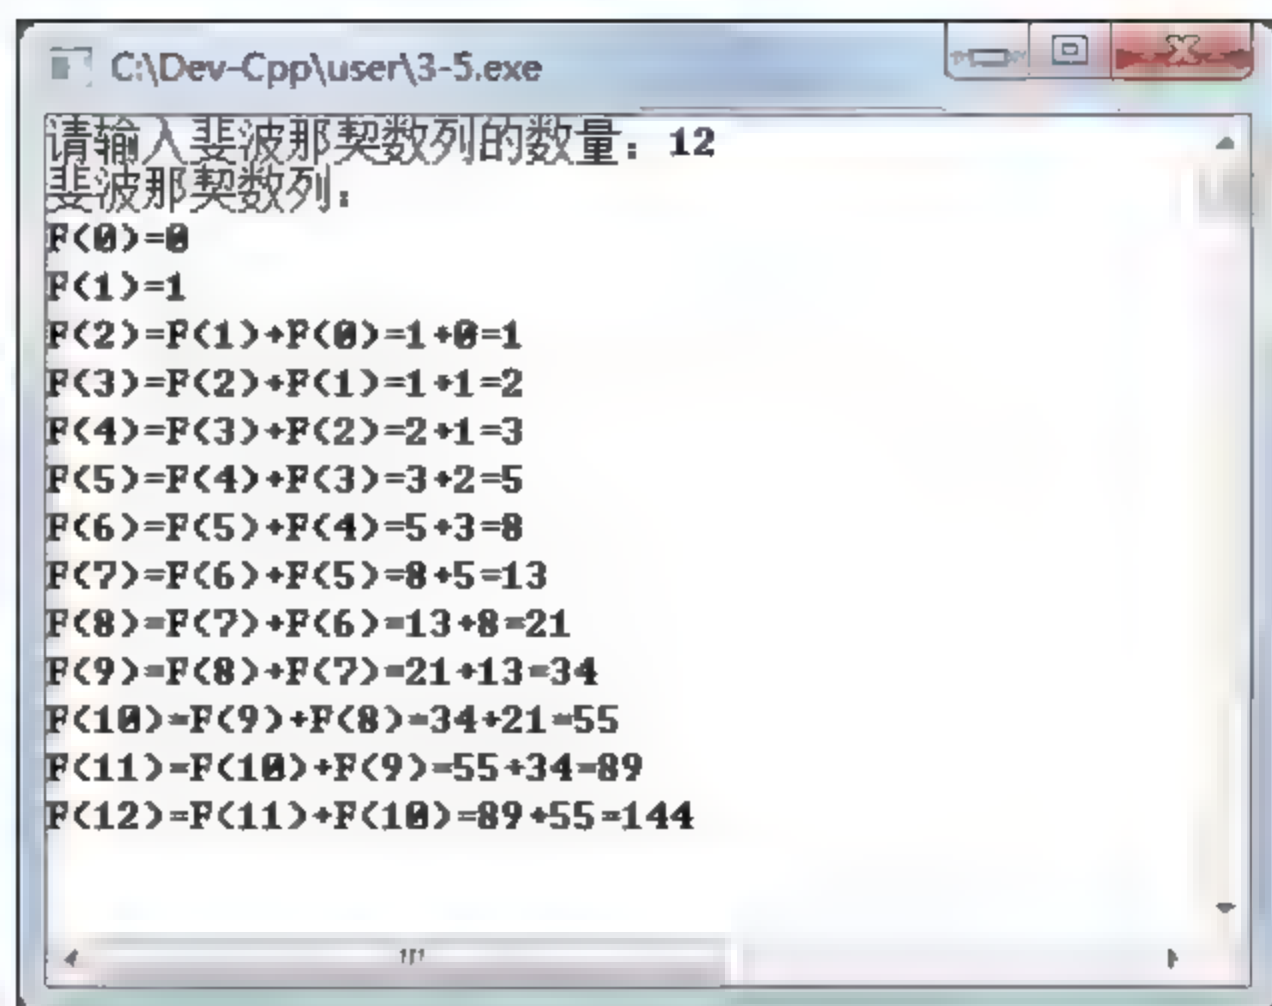 C:\Dev-Cpp\user\3-5.exe
请输入斐波那契数列的数量：12
斐波那契数列：
F(0)=0
F(1)=1
F(2)=F(1)+F(0)=1+0=1
F(3)=F(2)+F(1)=1+1=2
F(4)=F(3)+F(2)=2+1=3
F(5)=F(4)+F(3)=3+2=5
F(6)=F(5)+F(4)=5+3=8
F(7)=F(6)+F(5)=8+5=13
F(8)=F(7)+F(6)=13+8=21
F(9)=F(8)+F(7)=21+13=34
F(10)=F(9)+F(8)=34+21=55
F(11)=F(10)+F(9)=55+34=89
F(12)=F(11)+F(10)=89+55=144